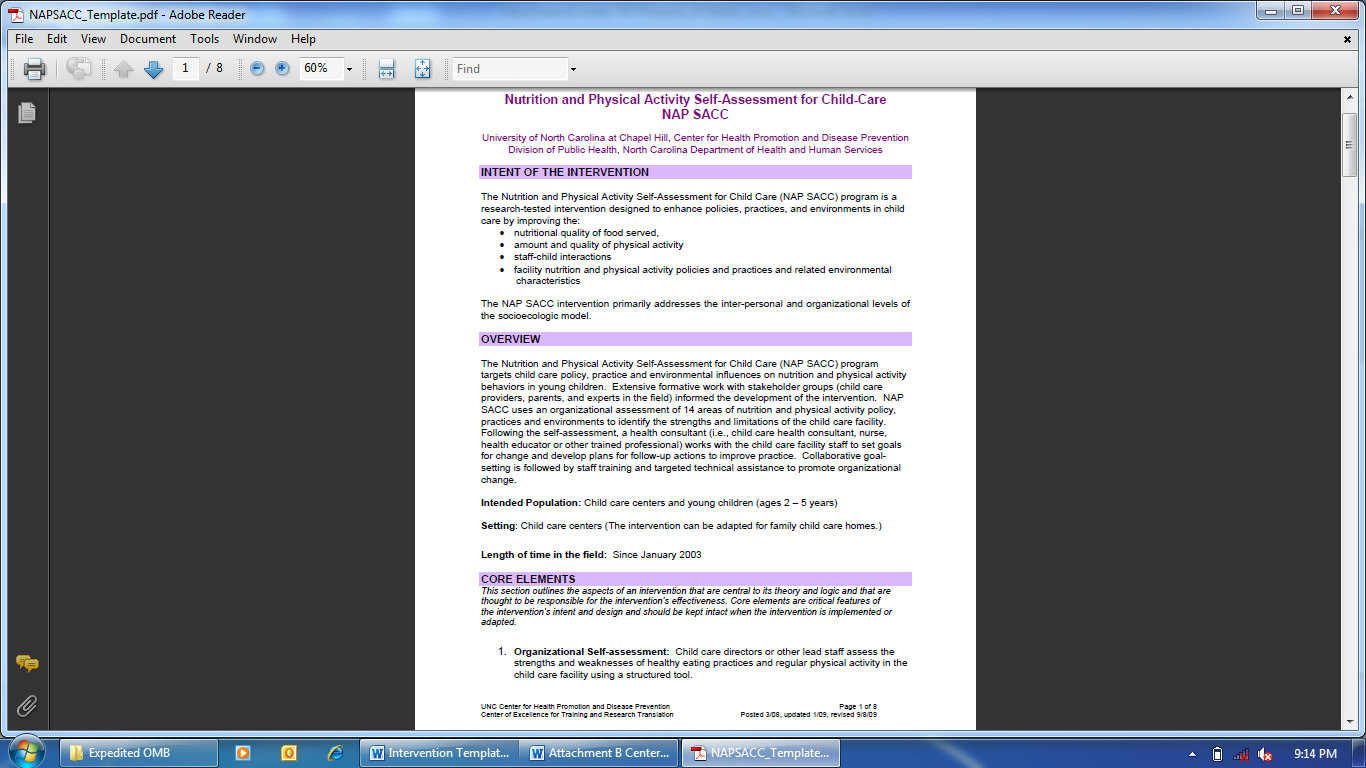 NAPSACC_Template.pdf - Adobe Reader
File Edit View Document Tools Window Help
1 / 8 60% Find
Nutrition and Physical Activity Self-Assessment for Child-Care
NAP SACC
University of North Carolina at Chapel Hill, Center for Health Promotion and Disease Prevention
Division of Public Health, North Carolina Department of Health and Human Services
INTENT OF THE INTERVENTION
The Nutrition and Physical Activity Self-Assessment for Child Care (NAP SACC) program is a
research-tested intervention designed to enhance policies, practices, and environments in child
care by improving the:
• nutritional quality of food served,
• amount and quality of physical activity
• staff-child interactions
• facility nutrition and physical activity policies and practices and related environmental
characteristics
The NAP SACC intervention primarily addresses the inter-personal and organizational levels of
the socioecologic model.
OVERVIEW
The Nutrition and Physical Activity Self-Assessment for Child Care (NAP SACC) program
targets child care policy, practice and environmental influences on nutrition and physical activity
behaviors in young children. Extensive formative work with stakeholder groups (child care
providers, parents, and experts in the field) informed the development of the intervention. NAP
SACC uses an organizational assessment of 14 areas of nutrition and physical activity policy,
practices and environments to identify the strengths and limitations of the child care facility.
Following the self-assessment, a health consultant (i.e., child care health consultant, nurse,
health educator or other trained professional) works with the child care facility staff to set goals
for change and develop plans for follow-up actions to improve practice. Collaborative goal-
setting is followed by staff training and targeted technical assistance to promote organizational
change.
Intended Population: Child care centers and young children (ages 2 – 5 years)
Setting: Child care centers (The intervention can be adapted for family child care homes.)
Length of time in the field: Since January 2003
CORE ELEMENTS
This section outlines the aspects of an intervention that are central to its theory and logic and that are
thought to be responsible for the intervention's effectiveness. Core elements are critical features of
the intervention's intent and design and should be kept intact when the intervention is implemented or
adapted.
1. Organizational Self-assessment: Child care directors or other lead staff assess the
strengths and weaknesses of healthy eating practices and regular physical activity in the
child care facility using a structured tool.
UNC Center for Health Promotion and Disease Prevention Page 1 of 8
Center of Excellence for Training and Research Translation Posted 3/08, updated 1/09, revised 9/8/09
Expedited OMB Intervention Templat... Attachment B Center... NAPSACC_Template... 9:14 PM